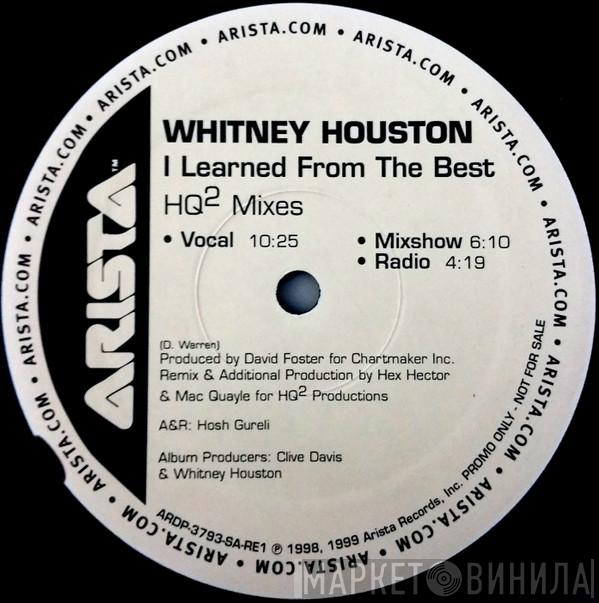 ARISTA.COM • ARISTA.COM • ARISTA.COM • ARISTA.COM • ARISTA.COM • ARISTA.COM • ARISTA.COM • ARISTA.COM • ARISTA.COM • ARISTA.COM • ARISTA.COM • ARISTA.COM • ARISTA.COM •
ARISTA™
WHITNEY HOUSTON
I Learned From The Best
HQ² Mixes
• Vocal 10:25 • Mixshow 6:10
• Radio 4:19
(D. Warren)
Produced by David Foster for Chartmaker Inc.
Remix & Additional Production by Hex Hector
& Mac Quayle for HQ² Productions
A&R: Hosh Gureli
Album Producers: Clive Davis
& Whitney Houston
ARDP-3793-SA-RE1 ℗ 1998, 1999 Arista Records, Inc. PROMO ONLY - NOT FOR SALE
МАРКЕТ ВИНИЛА